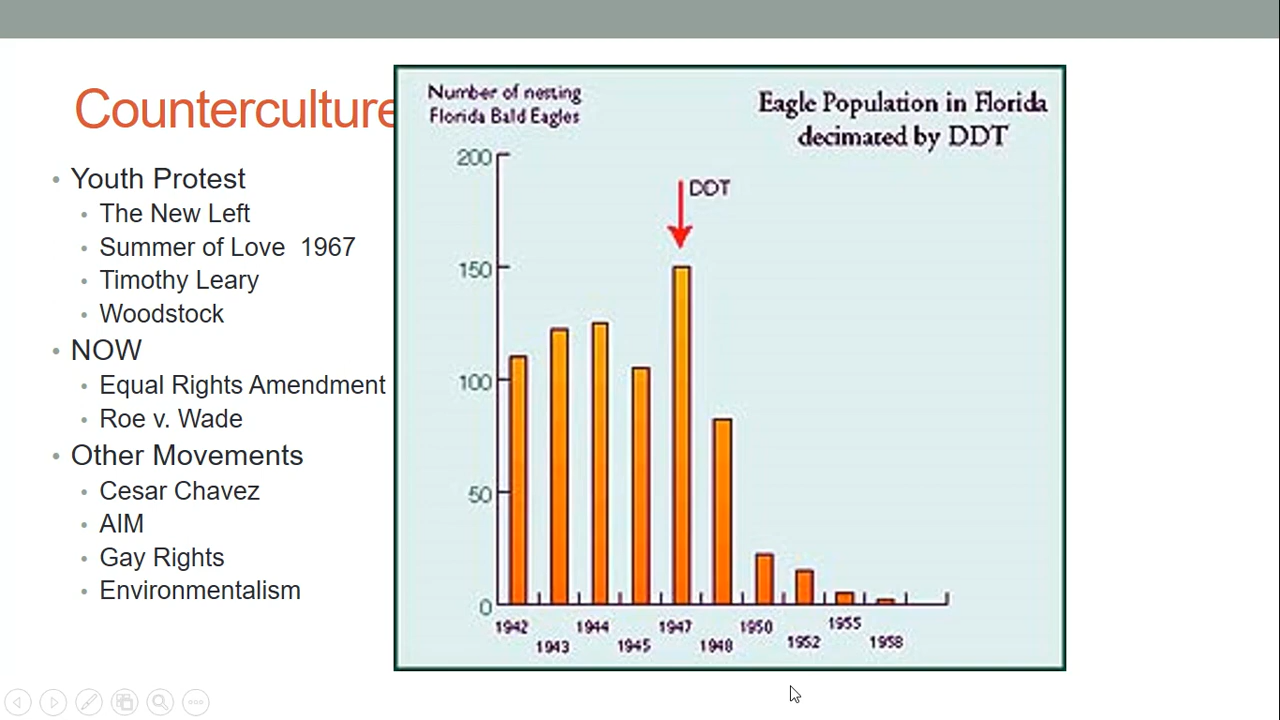 Counterculture
Youth Protest
The New Left
Summer of Love 1967
Timothy Leary
Woodstock
NOW
Equal Rights Amendment
Roe v. Wade
Other Movements
Cesar Chavez
AIM
Gay Rights
Environmentalism
Number of nesting
Florida Bald Eagles
Eagle Population in Florida
decimated by DDT
DDT
200
150
100
50
0
1942
1943
1944
1945
1947
1948
1950
1952
1955
1958